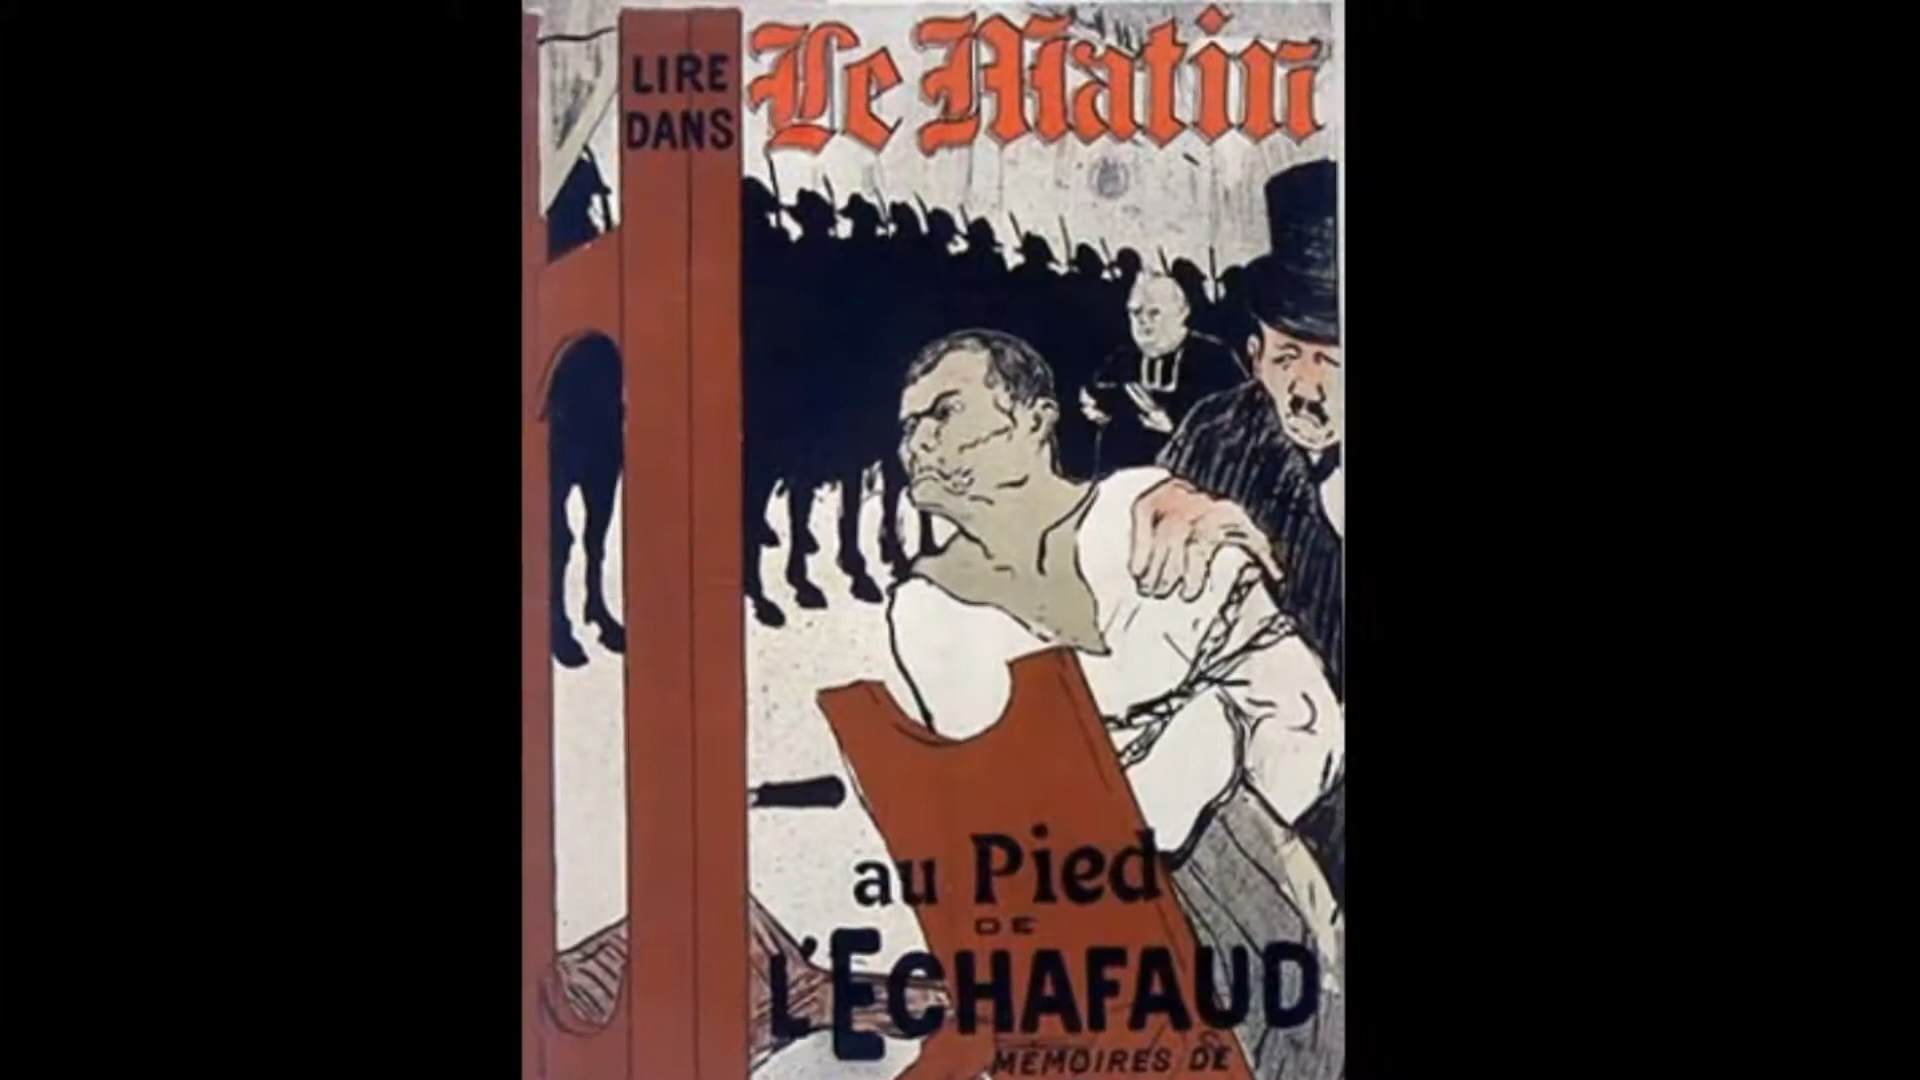 LIRE
DANS
Le Matin
au Pied
DE
L'ECHAFAUD
MÉMOIRES DE